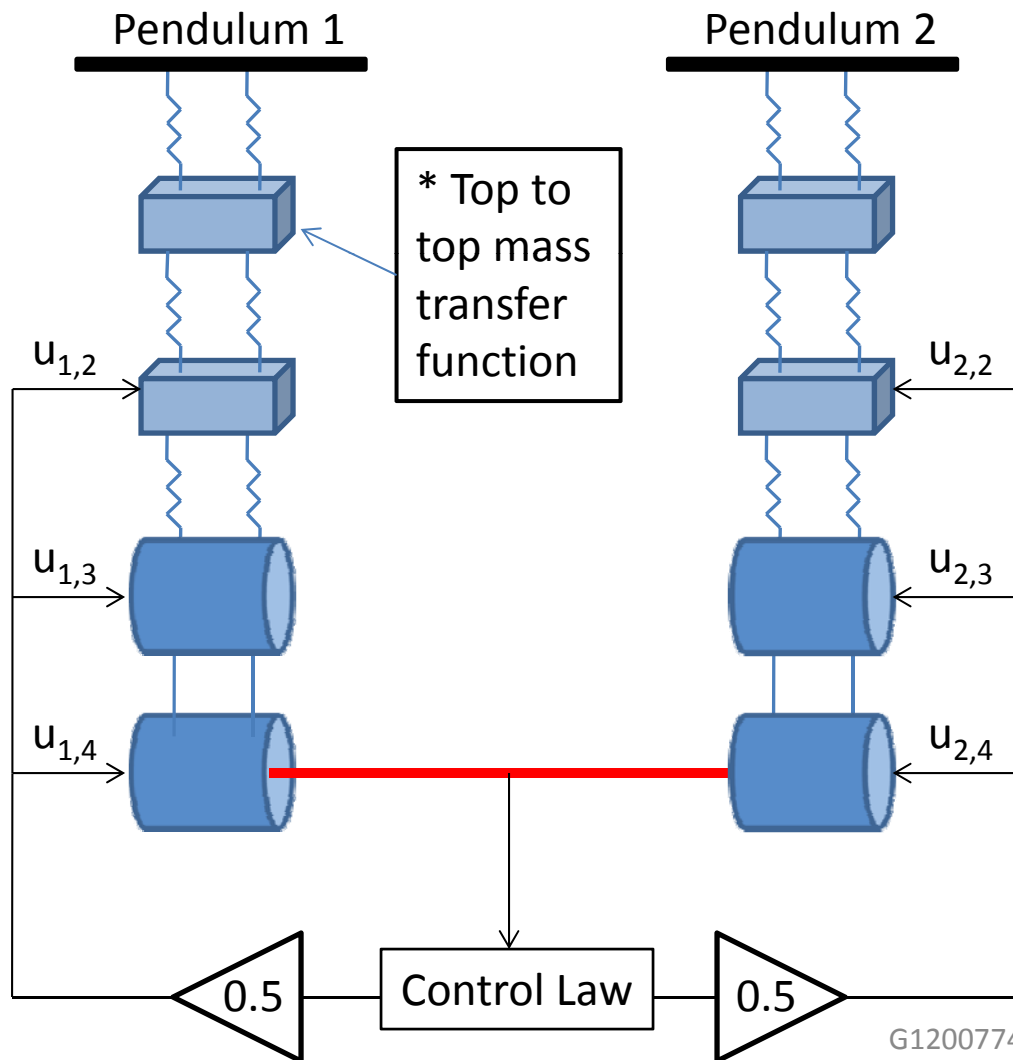 Pendulum 1
Pendulum 2
* Top to
top mass
transfer
function
u1,2
u2,2
u1,3
u2,3
u1,4
u2,4
0.5
Control Law
0.5
G1200774